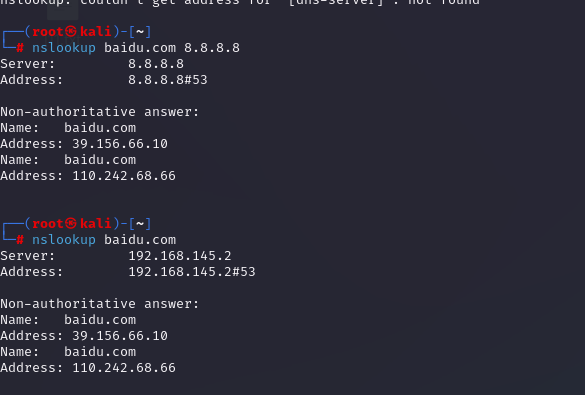 nslookup: couldn't get address for '[dns-server]': not found
┌──(root㉿kali)-[~]
└─# nslookup baidu.com 8.8.8.8
Server:         8.8.8.8
Address:        8.8.8.8#53
Non-authoritative answer:
Name:   baidu.com
Address: 39.156.66.10
Name:   baidu.com
Address: 110.242.68.66
┌──(root㉿kali)-[~]
└─# nslookup baidu.com
Server:         192.168.145.2
Address:        192.168.145.2#53
Non-authoritative answer:
Name:   baidu.com
Address: 39.156.66.10
Name:   baidu.com
Address: 110.242.68.66